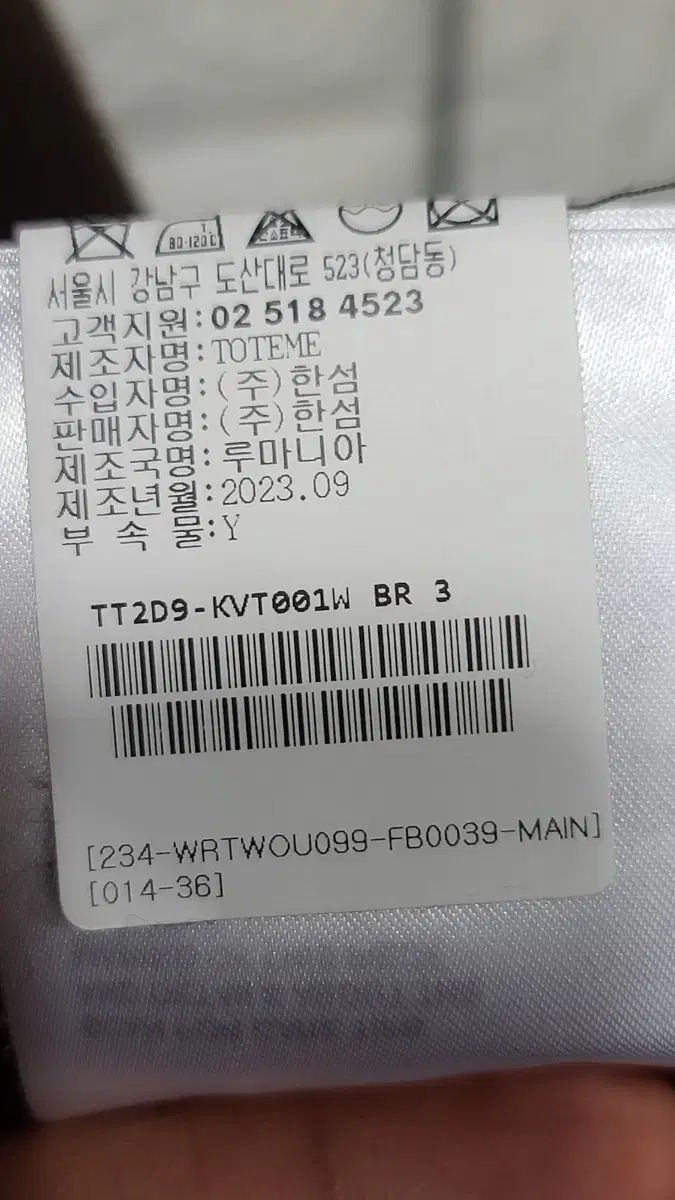 80-120℃
서울시 강남구 도산대로 523(청담동)
고객지원:02 518 4523
제조자명:TOTEME
수입자명:(주)한섬
판매자명:(주)한섬
제조국명:루마니아
제조년월:2023.09
부 속 물:Y
TT2D9-KVT001W BR 3
[234-WRTWOU099-FB0039-MAIN]
[014-36]